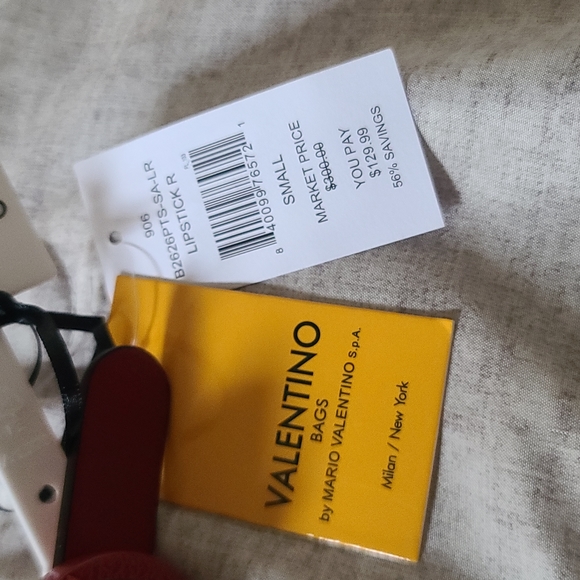 906
B2626PTS-SA-LR
LIPSTICK R
8 40099 76572 1
SMALL
MARKET PRICE
$300.00
YOU PAY
$129.99
56% SAVINGS
VALENTINO
BAGS
by MARIO VALENTINO S.p.A.
Milan / New York